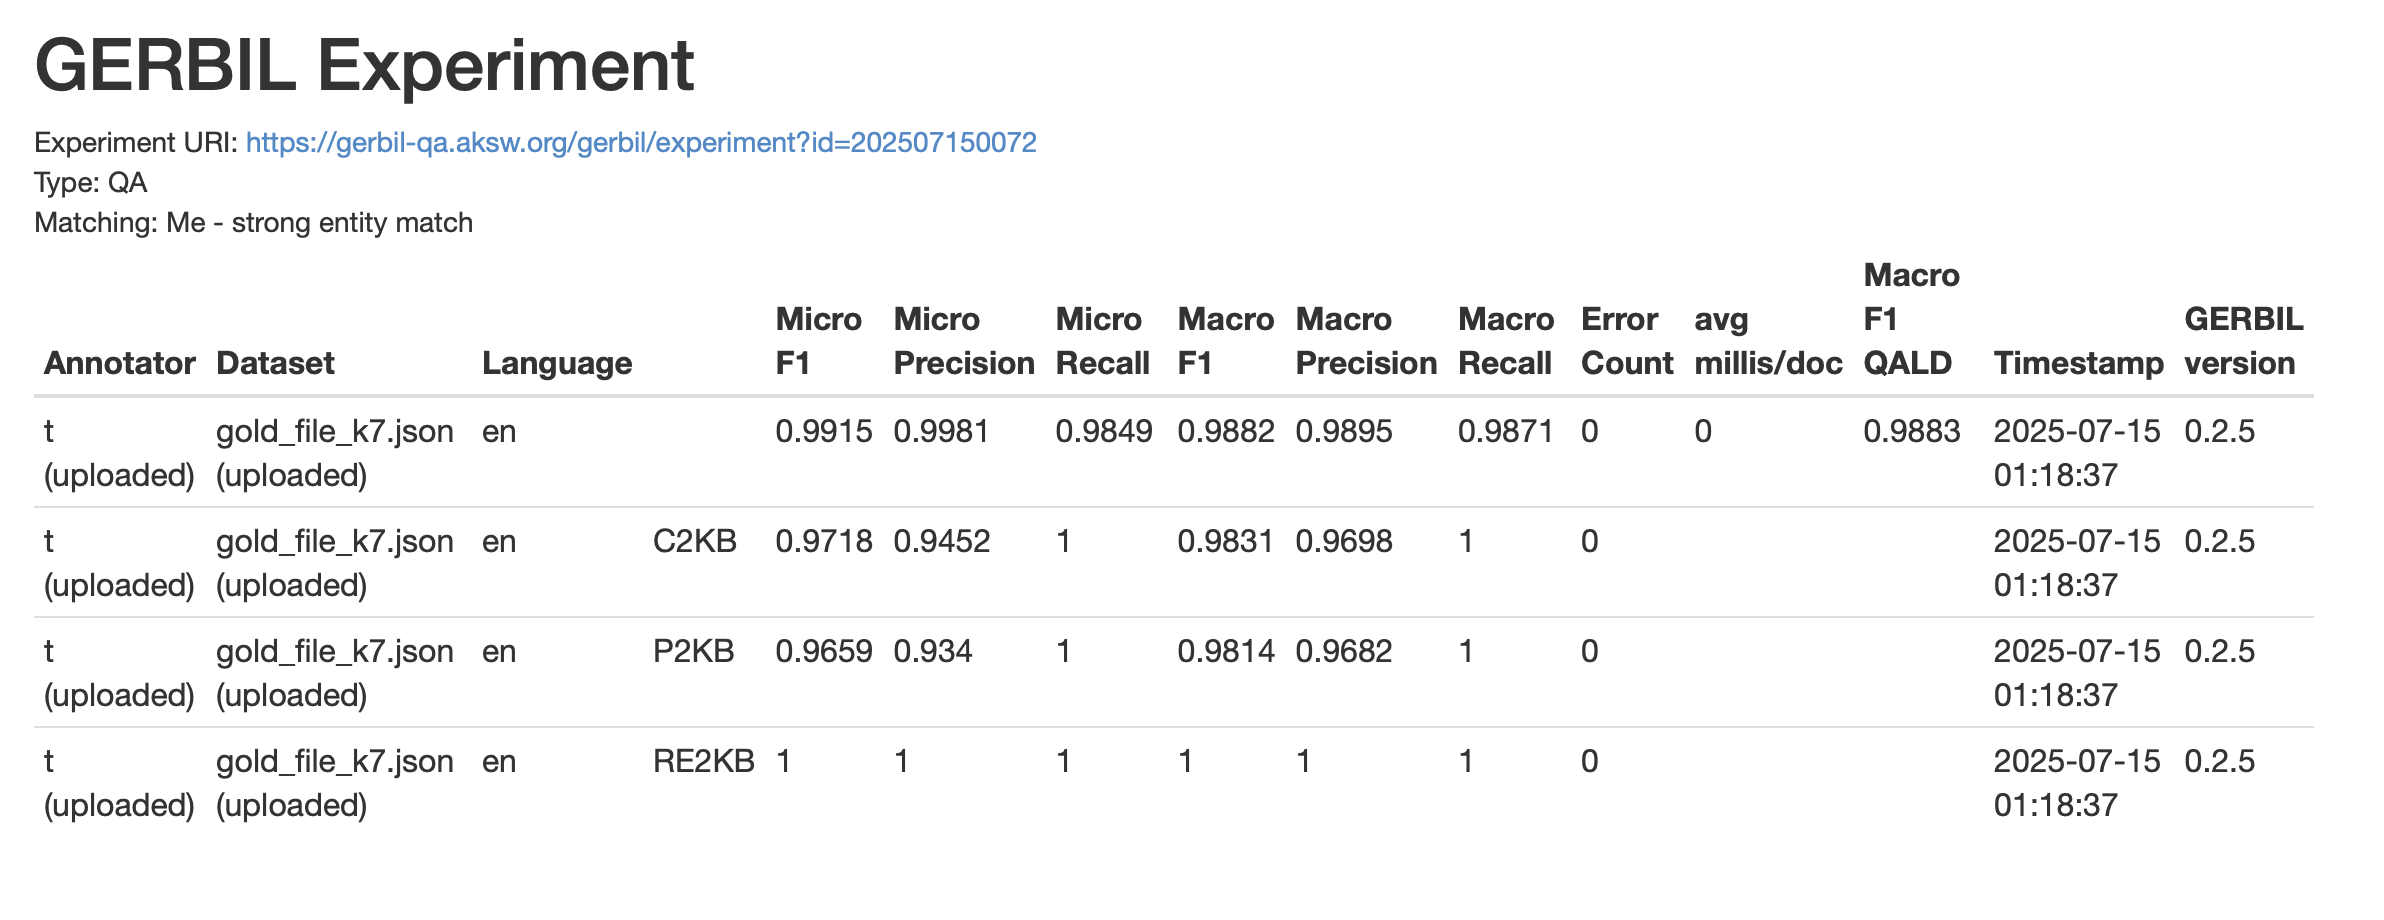 GERBIL Experiment
Experiment URI: https://gerbil-qa.aksw.org/gerbil/experiment?id=202507150072
Type: QA
Matching: Me - strong entity match
Annotator Dataset Language Micro F1 Micro Precision Micro Recall Macro F1 Macro Precision Macro Recall Error Count avg millis/doc Macro F1 QALD Timestamp GERBIL version
t (uploaded) gold_file_k7.json (uploaded) en 0.9915 0.9981 0.9849 0.9882 0.9895 0.9871 0 0 0.9883 2025-07-15 01:18:37 0.2.5
t (uploaded) gold_file_k7.json (uploaded) en C2KB 0.9718 0.9452 1 0.9831 0.9698 1 0 2025-07-15 01:18:37 0.2.5
t (uploaded) gold_file_k7.json (uploaded) en P2KB 0.9659 0.934 1 0.9814 0.9682 1 0 2025-07-15 01:18:37 0.2.5
t (uploaded) gold_file_k7.json (uploaded) en RE2KB 1 1 1 1 1 1 0 2025-07-15 01:18:37 0.2.5